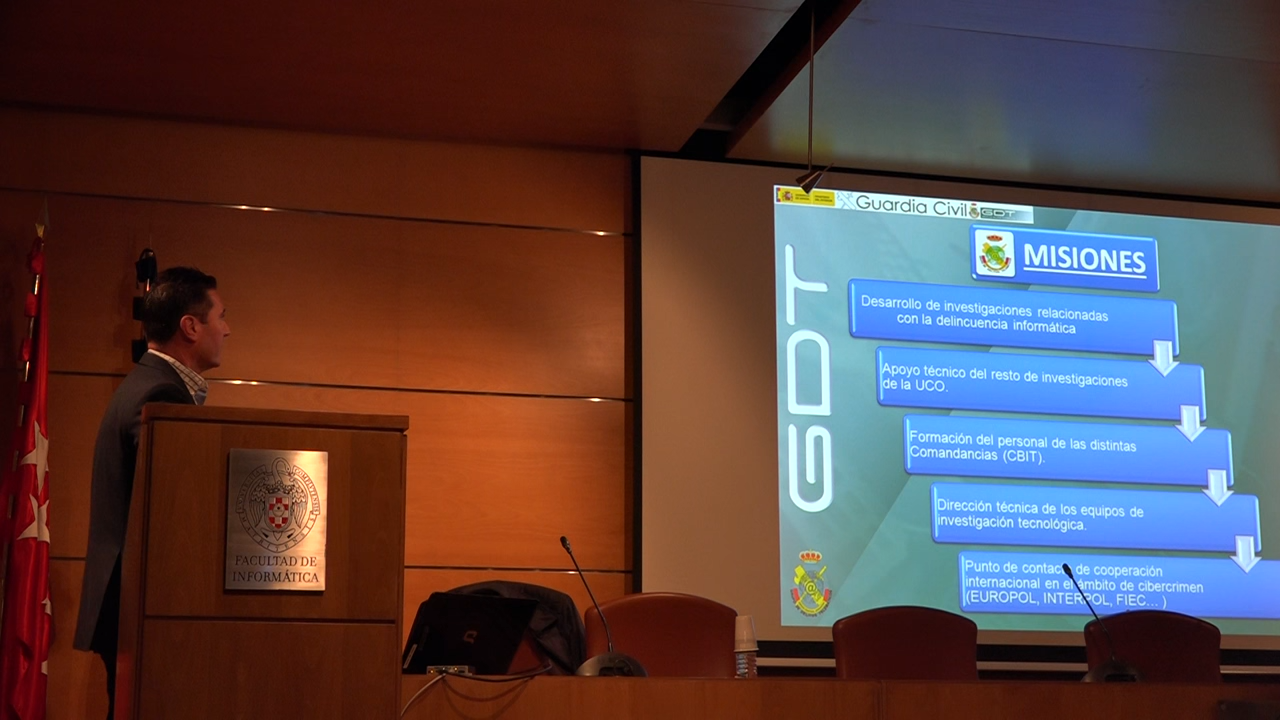 Guardia Civil GDT
MISIONES
GDT
Desarrollo de investigaciones relacionadas
con la delincuencia informática
Apoyo técnico del resto de investigaciones
de la UCO.
Formación del personal de las distintas
Comandancias (CBIT).
Dirección técnica de los equipos de
investigación tecnológica.
Punto de contacto de cooperación
internacional en el ámbito de cibercrimen
(EUROPOL, INTERPOL, FIEC... )
FACULTAD DE
INFORMÁTICA